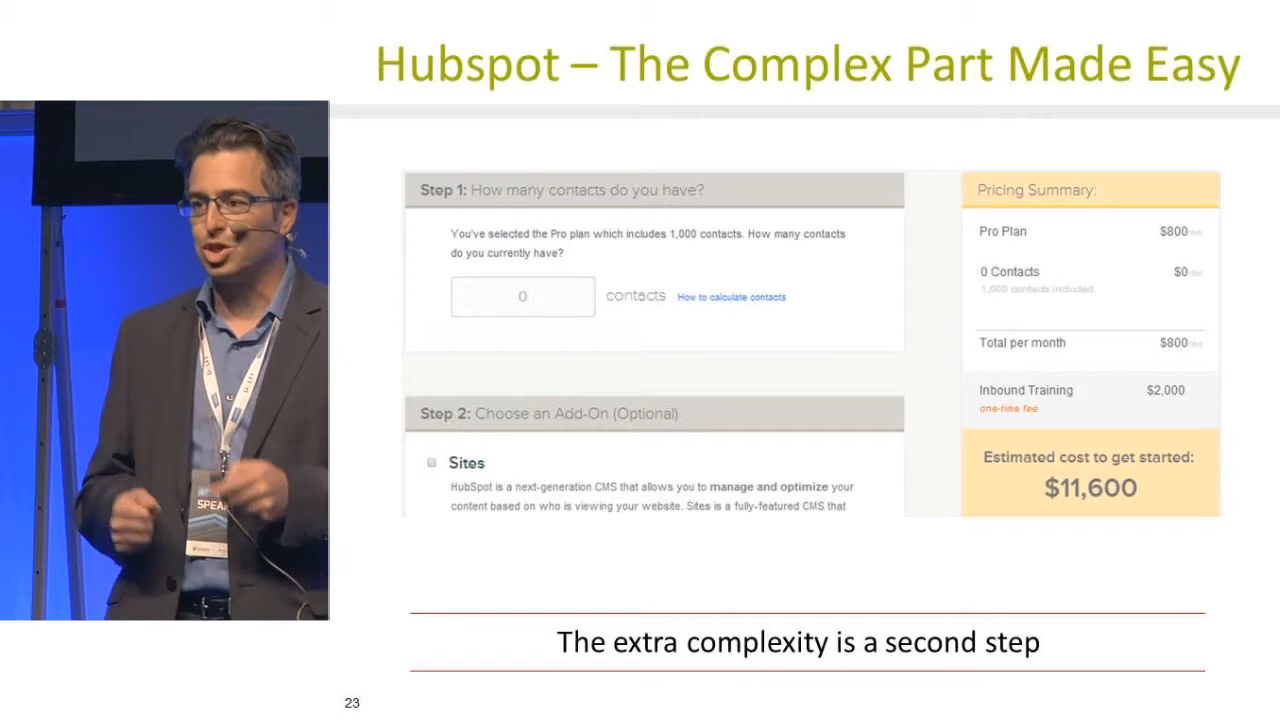 Hubspot – The Complex Part Made Easy
Step 1: How many contacts do you have?
You've selected the Pro plan which includes 1,000 contacts. How many contacts
do you currently have?
0
contacts How to calculate contacts
Step 2: Choose an Add-On (Optional)
Sites
HubSpot is a next-generation CMS that allows you to manage and optimize your
content based on who is viewing your website. Sites is a fully-featured CMS that
Pricing Summary:
Pro Plan $800
0 Contacts $0
1,000 contacts included
Total per month $800
Inbound Training $2,000
one-time fee
Estimated cost to get started:
$11,600
SPEA
The extra complexity is a second step
23